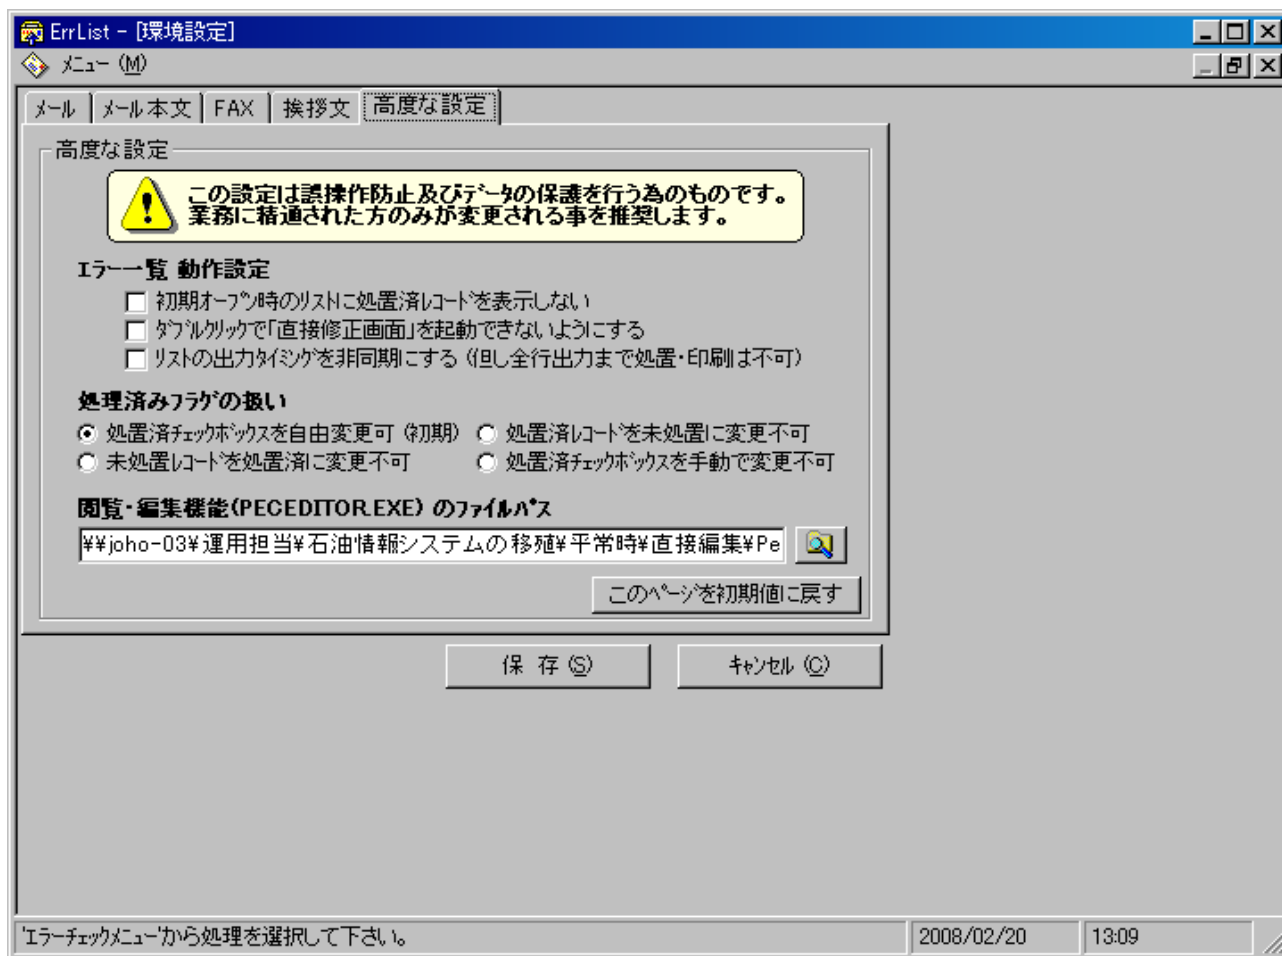 ErrList - [環境設定]
ﾒﾆｭｰ (M)
ﾒｰﾙ ﾒｰﾙ本文 FAX 挨拶文 高度な設定
高度な設定
この設定は誤操作防止及びﾃﾞｰﾀの保護を行う為のものです。
業務に精通された方のみが変更される事を推奨します。
ｴﾗｰ一覧 動作設定
初期ｵｰﾌﾟﾝ時のﾘｽﾄに処置済ﾚｺｰﾄﾞを表示しない
ﾀﾞﾌﾞﾙｸﾘｯｸで｢直接修正画面｣を起動できないようにする
ﾘｽﾄの出力ﾀｲﾐﾝｸﾞを非同期にする (但し全行出力まで処置･印刷は不可)
処理済みﾌﾗｸﾞの扱い
処置済ﾁｪｯｸﾎﾞｯｸｽを自由変更可 (初期) 処置済ﾚｺｰﾄﾞを未処置に変更不可
未処置ﾚｺｰﾄﾞを処置済に変更不可 処置済ﾁｪｯｸﾎﾞｯｸｽを手動で変更不可
閲覧･編集機能(PECEDITOR.EXE) のﾌｧｲﾙﾊﾟｽ
¥¥joho-03¥運用担当¥石油情報システムの移殖¥平常時¥直接編集¥Pe
このﾍﾟｰｼﾞを初期値に戻す
保 存 (S) ｷｬﾝｾﾙ (C)
'ｴﾗｰﾁｪｯｸﾒﾆｭｰ'から処理を選択して下さい。 2008/02/20 13:09